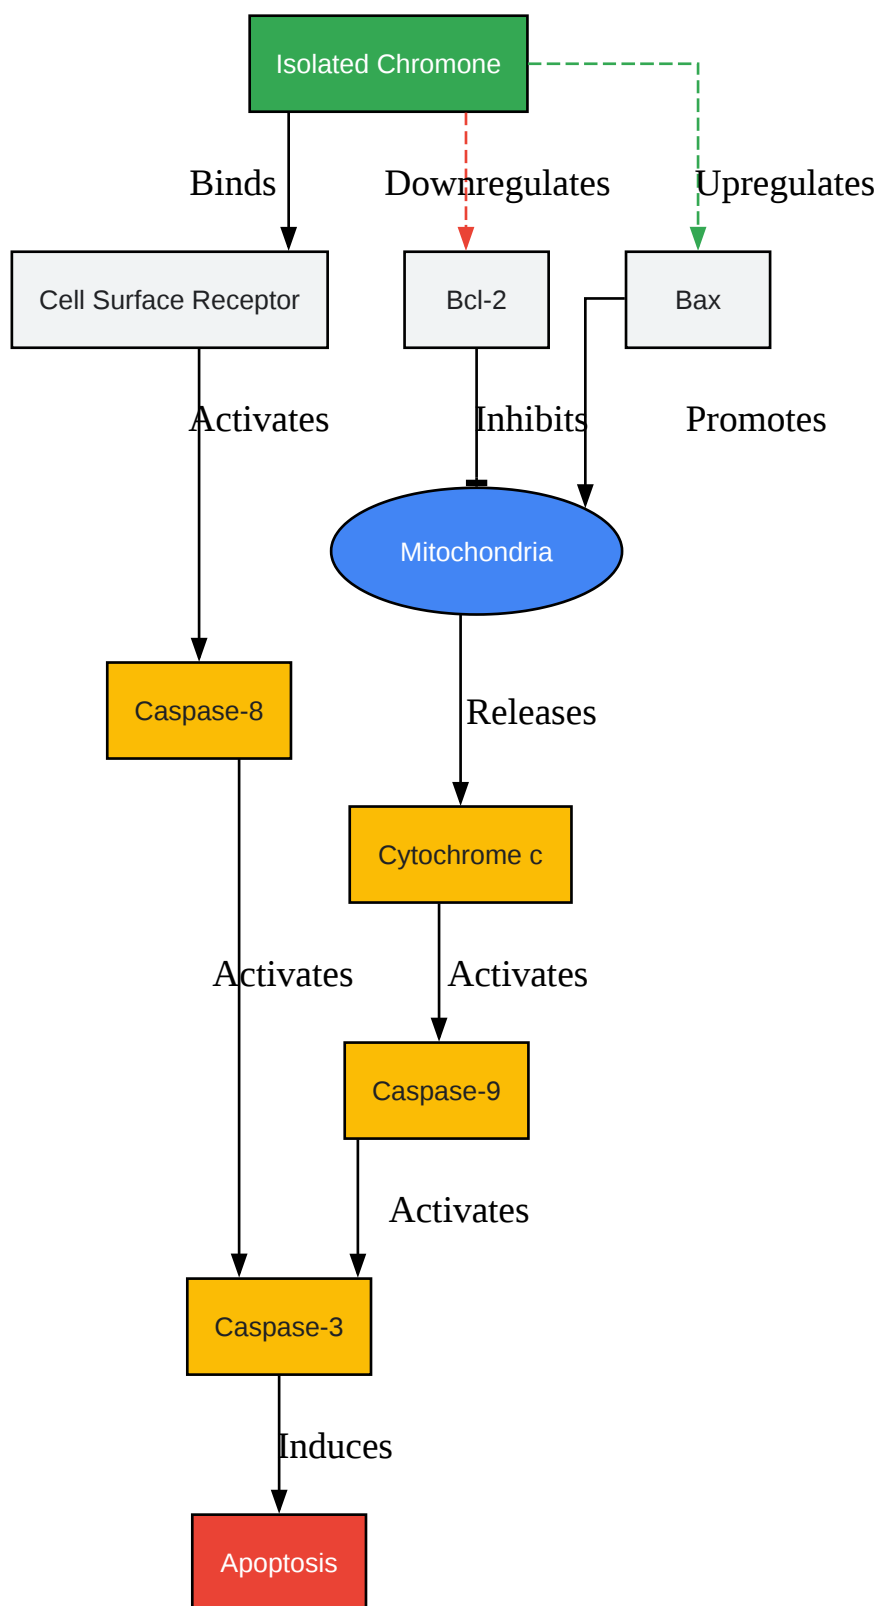 Isolated Chromone
Binds
Downregulates
Upregulates
Cell Surface Receptor
Bcl-2
Bax
Activates
Inhibits
Promotes
Mitochondria
Caspase-8
Releases
Cytochrome c
Activates
Activates
Caspase-9
Activates
Caspase-3
Induces
Apoptosis